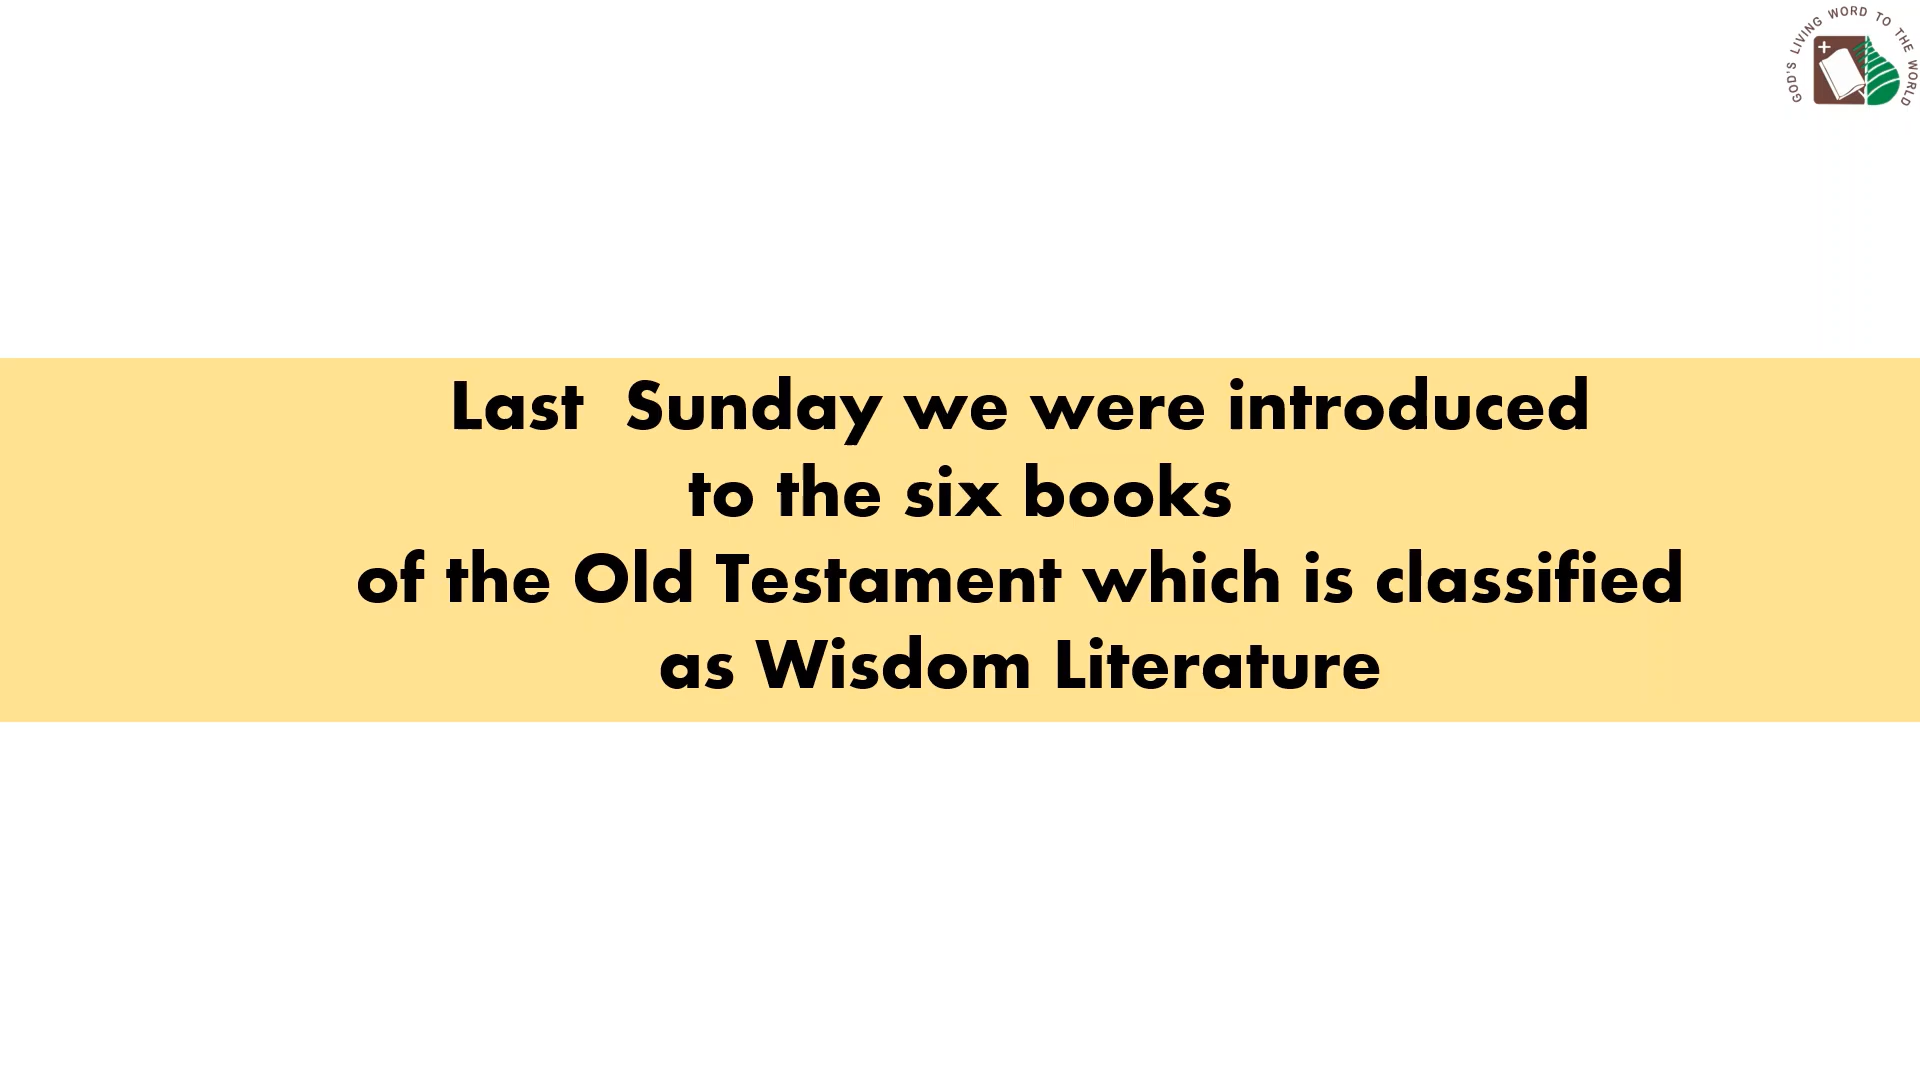 GOD'S LIVING WORD TO THE WORLD
Last  Sunday we were introduced
to the six books
of the Old Testament which is classified
as Wisdom Literature